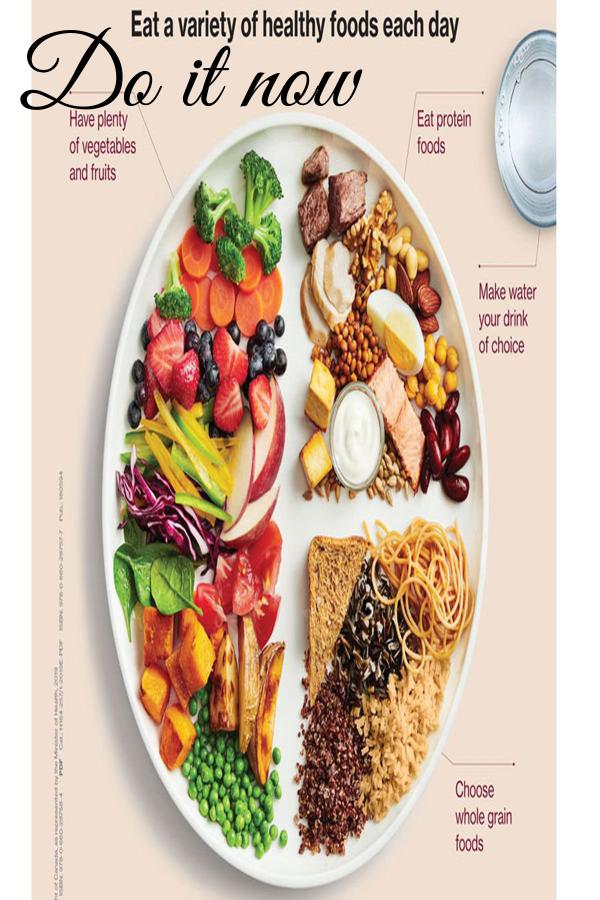 Eat a variety of healthy foods each day
Do it now
Have plenty
of vegetables
and fruits
Eat protein
foods
Make water
your drink
of choice
Choose
whole grain
foods